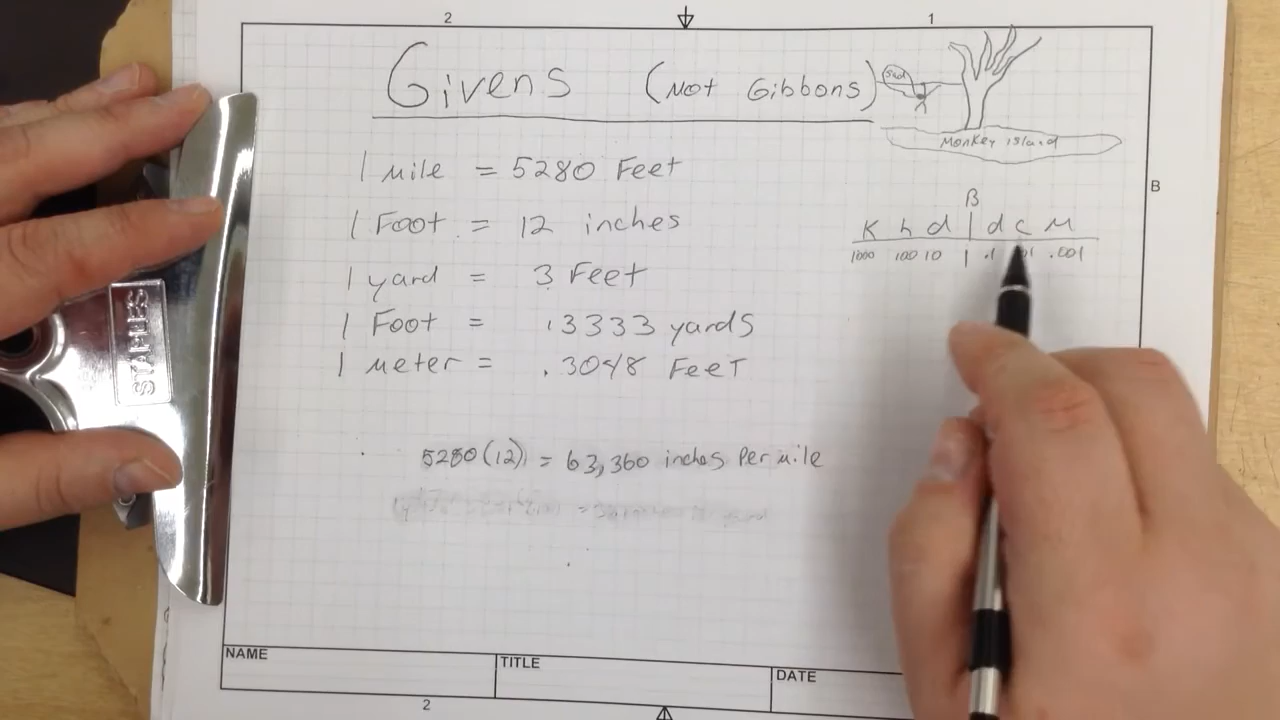 2 1
Givens (Not Gibbons)
Sad
Monkey Island
B
1 Mile = 5280 Feet
1 Foot = 12 inches
1 yard = 3 Feet
1 Foot = .3333 yards
1 Meter = .3048 FeeT
B
K h d | d c M
1000 100 10 1 .1 .001
5280(12) = 63,360 inches Per Mile
STAPLES
NAME TITLE DATE
2